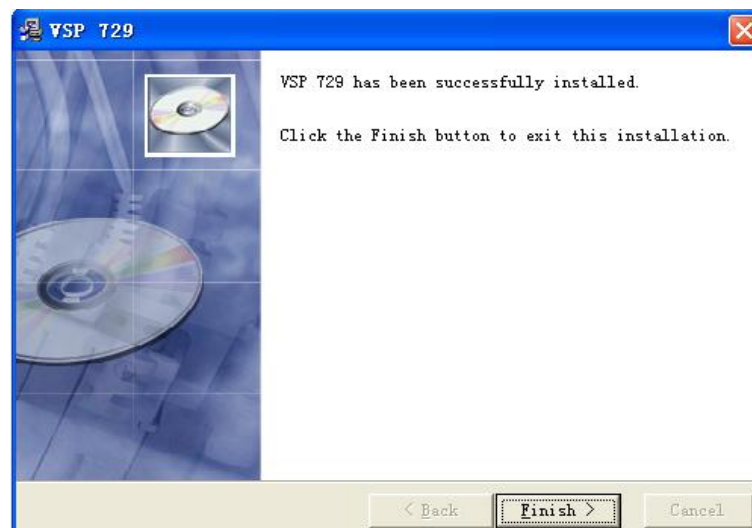 VSP 729
VSP 729 has been successfully installed.
Click the Finish button to exit this installation.
< Back
Finish >
Cancel